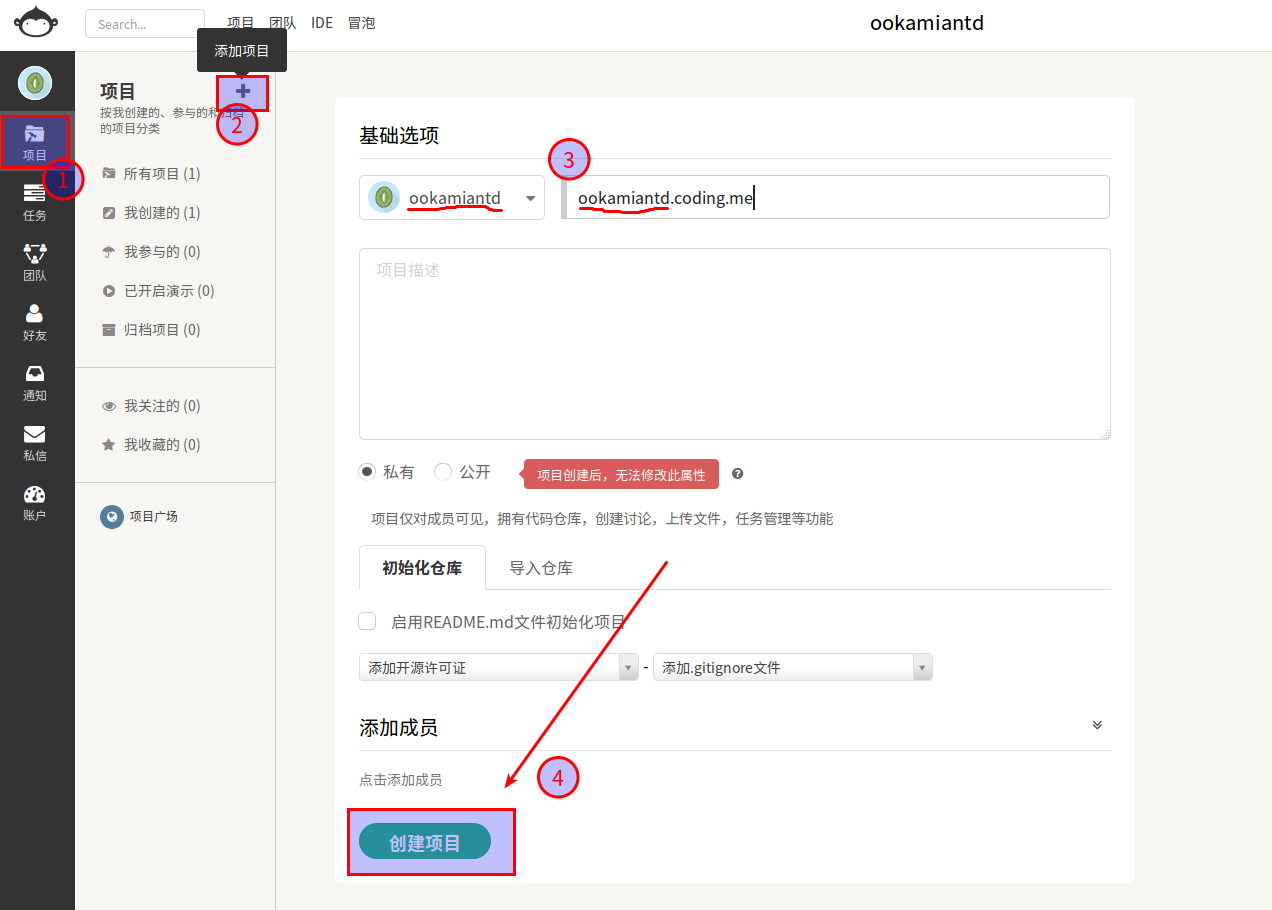 Search...
项目 团队 IDE 冒泡
ookamiantd
添加项目
项目
任务
团队
好友
通知
私信
账户
1
项目
按我创建的、参与的和归档
的项目分类
2
所有项目 (1)
我创建的 (1)
我参与的 (0)
已开启演示 (0)
归档项目 (0)
我关注的 (0)
我收藏的 (0)
项目广场
基础选项
3
ookamiantd
ookamiantd.coding.me
项目描述
私有 公开 项目创建后，无法修改此属性 ?
项目仅对成员可见，拥有代码仓库，创建讨论，上传文件，任务管理等功能
初始化仓库 导入仓库
启用README.md文件初始化项目
添加开源许可证 - 添加.gitignore文件
添加成员
点击添加成员
4
创建项目